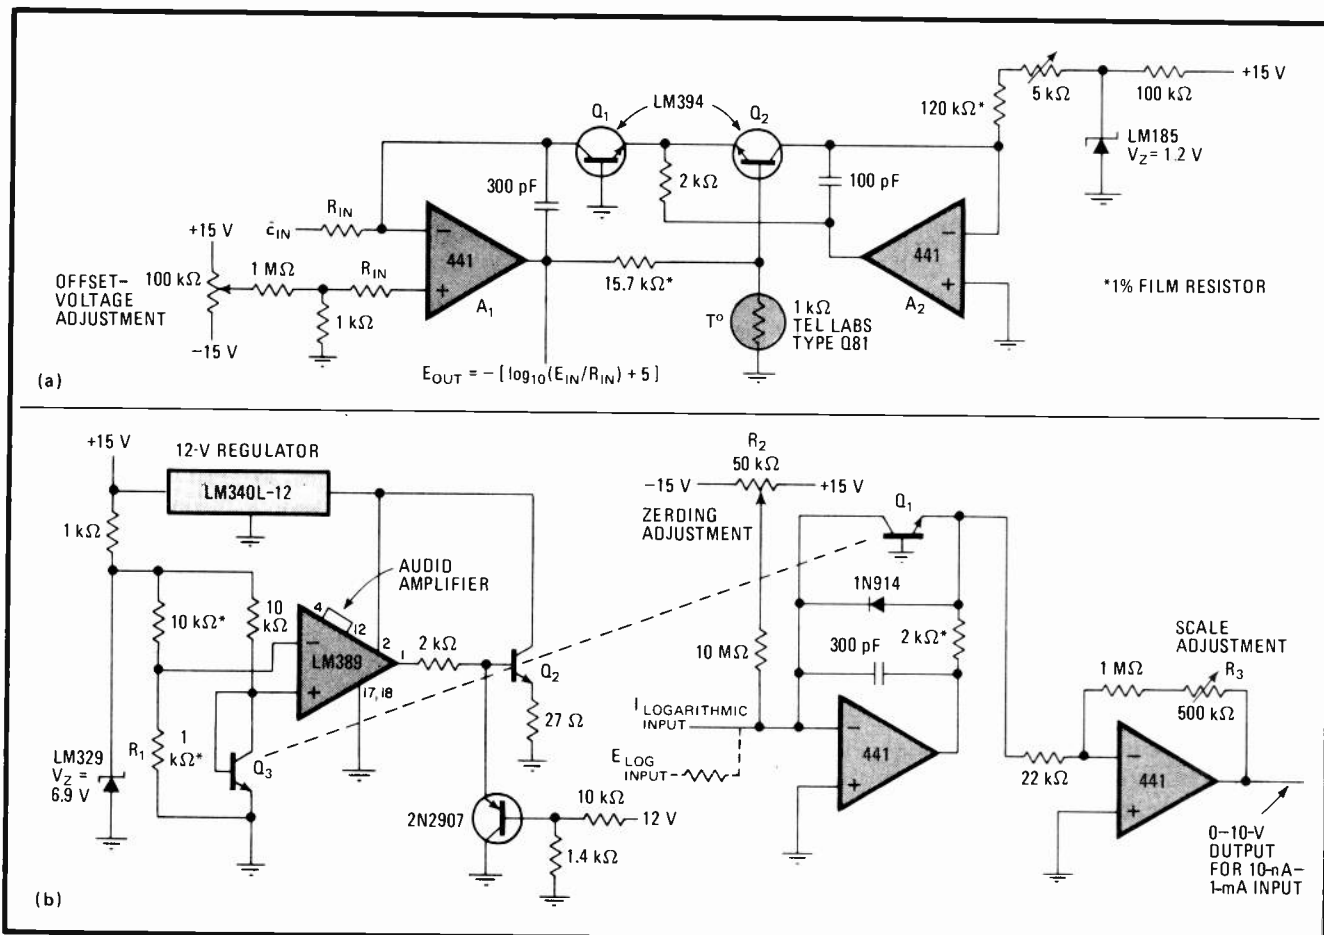 LM394
Q1
Q2
5 kΩ
100 kΩ
+15 V
120 kΩ*
LM185
VZ = 1.2 V
300 pF
2 kΩ
100 pF
RIN
EIN
+15 V
OFFSET-
VOLTAGE
ADJUSTMENT
100 kΩ
1 MΩ
RIN
1 kΩ
−15 V
−
441
+
A1
15.7 kΩ*
T°
1 kΩ
TEL LABS
TYPE Q81
−
441
+
A2
*1% FILM RESISTOR
EOUT = −[log10(EIN/RIN) + 5]
(a)
+15 V
12-V REGULATOR
LM340L-12
1 kΩ
AUDIO
AMPLIFIER
10 kΩ*
10
kΩ
4
12
2
−
LM389
+
1
17,18
2 kΩ
Q2
27 Ω
LM329
VZ =
6.9 V
R1
1
kΩ*
Q3
2N2907
10 kΩ
12 V
1.4 kΩ
R2
50 kΩ
−15 V
+15 V
ZEROING
ADJUSTMENT
Q1
1N914
2 kΩ*
300 pF
10 MΩ
ILOGARITHMIC
INPUT
ELOG
INPUT
−
441
+
SCALE
ADJUSTMENT
1 MΩ
R3
500 kΩ
22 kΩ
−
441
+
0–10-V
OUTPUT
FOR 10-nA–
1-mA INPUT
(b)